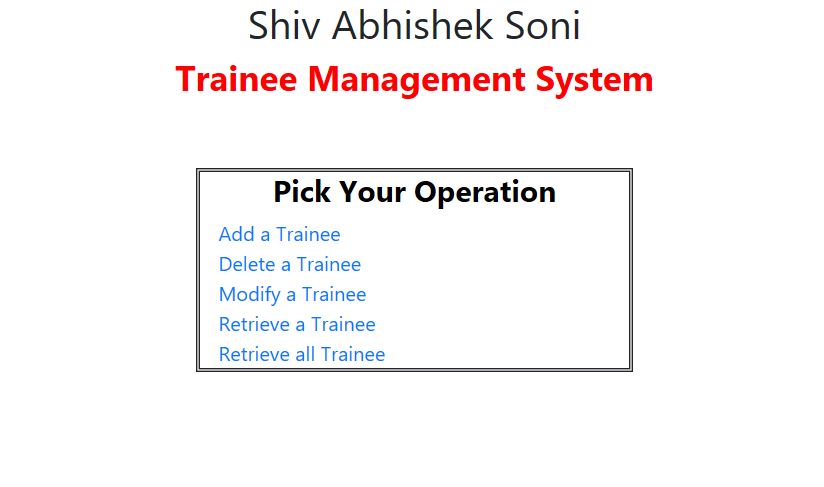 Shiv Abhishek Soni
Trainee Management System
Pick Your Operation
Add a Trainee
Delete a Trainee
Modify a Trainee
Retrieve a Trainee
Retrieve all Trainee